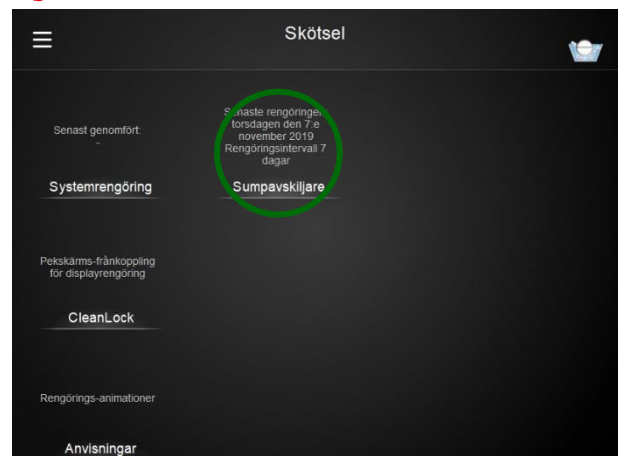 Skötsel
Senast genomfört:
-
Systemrengöring
Senaste rengöringen:
torsdagen den 7:e
november 2019
Rengöringsintervall 7
dagar
Sumpavskiljare
Pekskärms-frånkoppling
för displayrengöring
CleanLock
Rengörings-animationer
Anvisningar